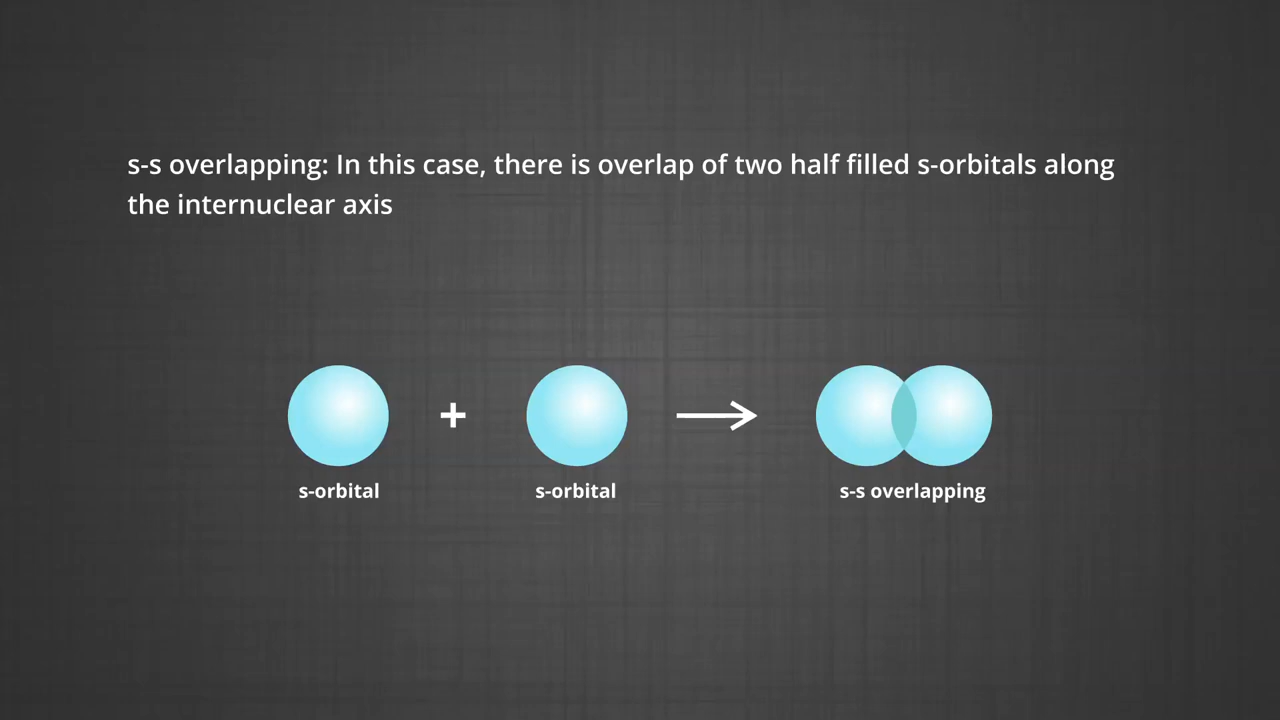 s-s overlapping: In this case, there is overlap of two half filled s-orbitals along
the internuclear axis
+
s-orbital
s-orbital
s-s overlapping